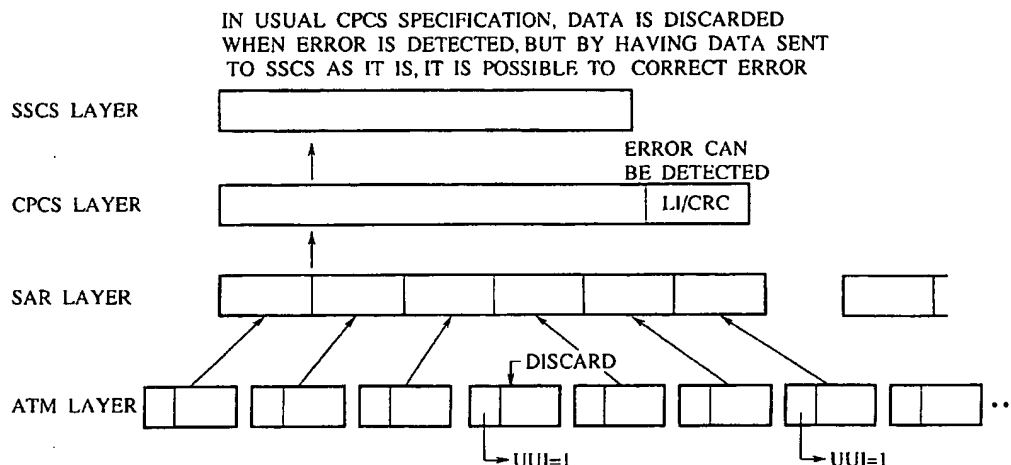 IN USUAL CPCS SPECIFICATION, DATA IS DISCARDED
WHEN ERROR IS DETECTED, BUT BY HAVING DATA SENT
TO SSCS AS IT IS, IT IS POSSIBLE TO CORRECT ERROR
SSCS LAYER
ERROR CAN
BE DETECTED
CPCS LAYER
LI/CRC
SAR LAYER
DISCARD
ATM LAYER
UUI=1
UUI=1